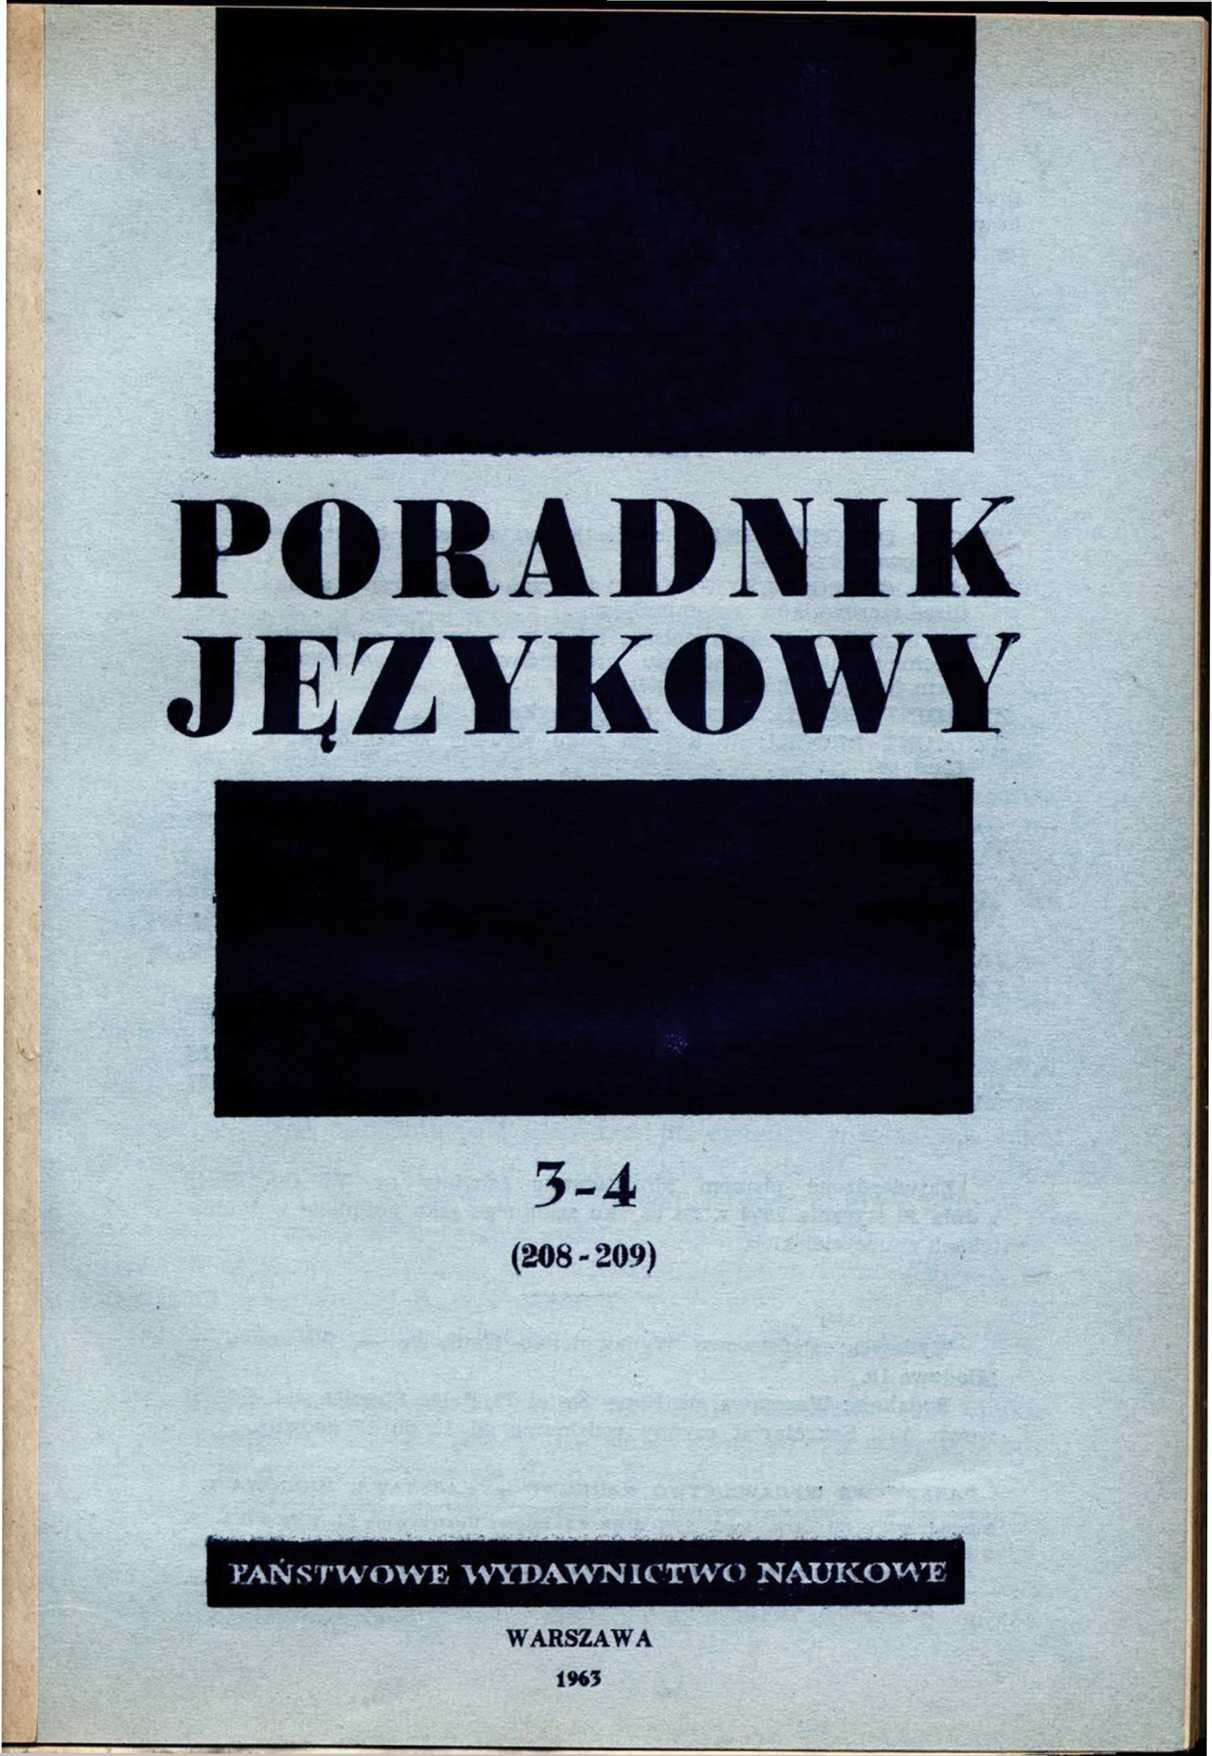 PORADNIK
JĘZYKOWY
3-4
(208-209)
PAŃSTWOWE WYDAWNICTWO NAUKOWE
WARSZAWA
1963